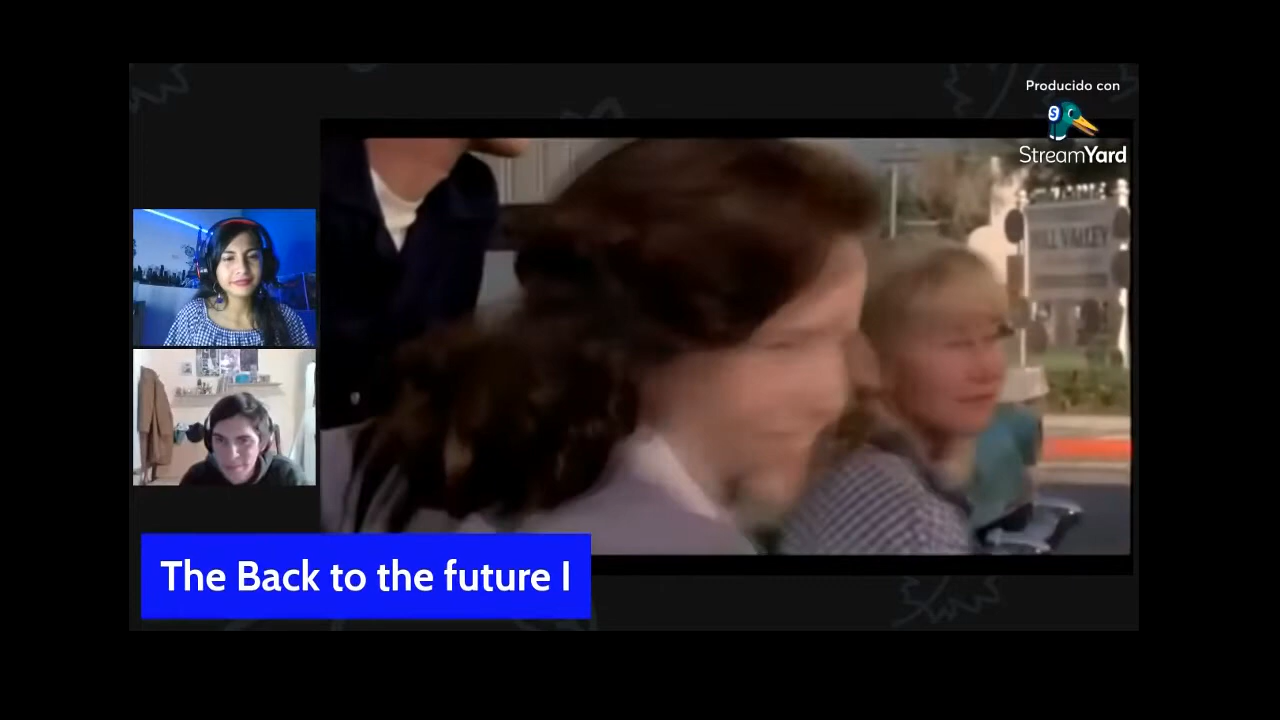 Producido con
StreamYard
HILL VALLEY
The Back to the future I